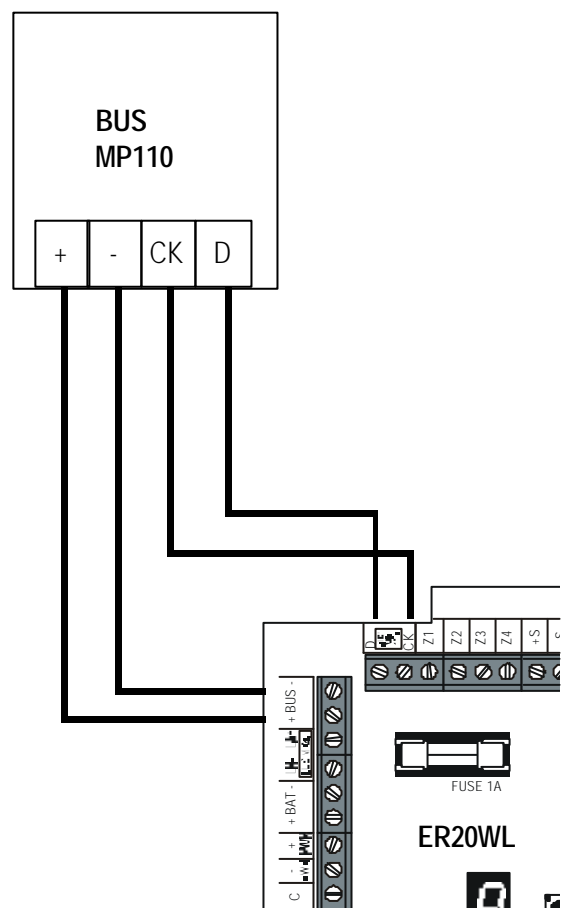 BUS
MP110
+ - CK D
D CK Z1 Z2 Z3 Z4 +S
+ BUS -
+ BAT -
- +
C
FUSE 1A
ER20WL